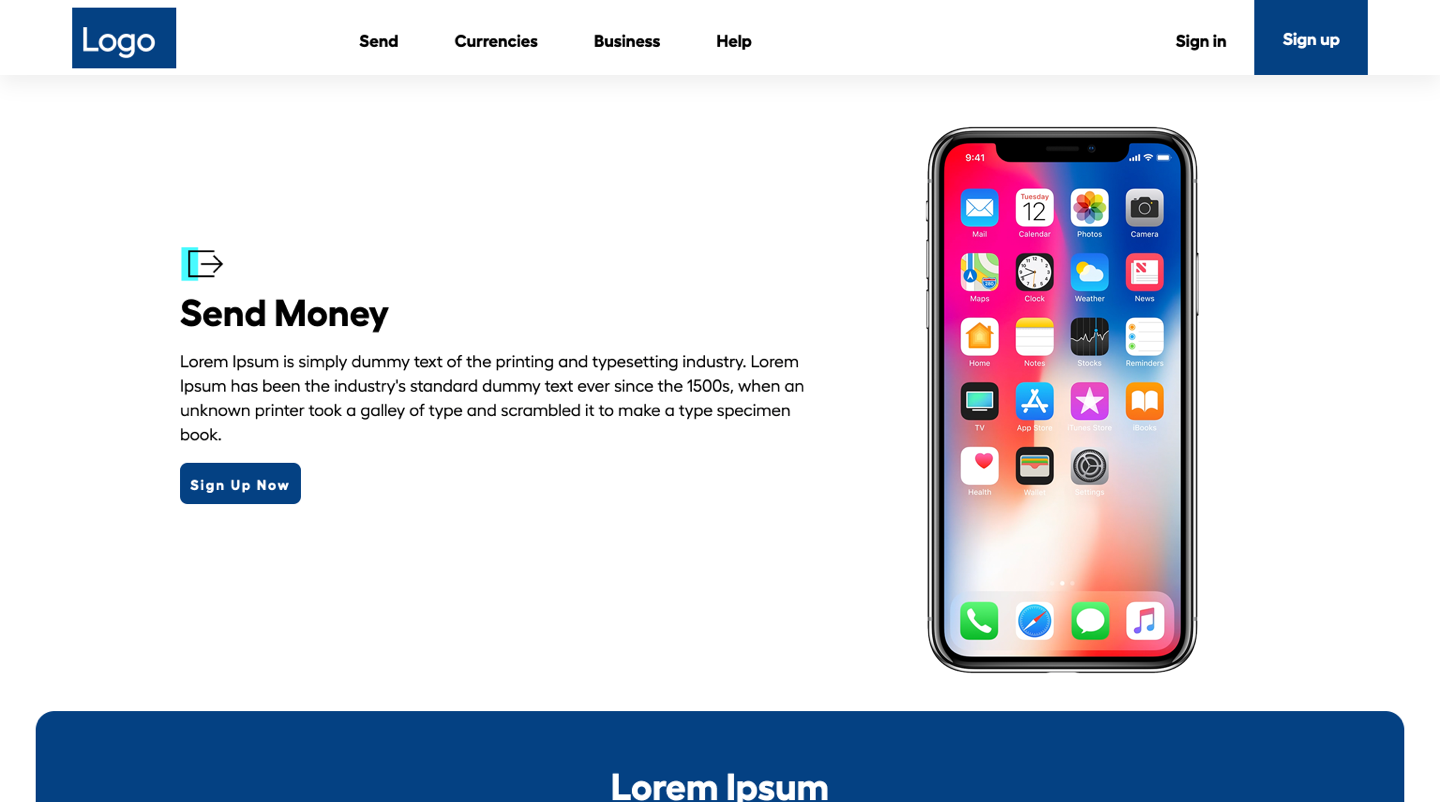 Logo
Send Currencies Business Help Sign in Sign up
9:41
Tuesday
12
Mail Calendar Photos Camera
280
Maps Clock Weather News
Home Notes Stocks Reminders
TV App Store iTunes Store iBooks
Health Wallet Settings
Send Money
Lorem Ipsum is simply dummy text of the printing and typesetting industry. Lorem
Ipsum has been the industry's standard dummy text ever since the 1500s, when an
unknown printer took a galley of type and scrambled it to make a type specimen
book.
Sign Up Now
Lorem Ipsum